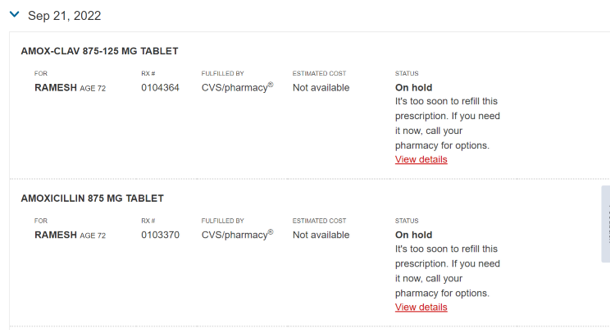 Sep 21, 2022
AMOX-CLAV 875-125 MG TABLET
FOR RX # FULFILLED BY ESTIMATED COST STATUS
RAMESH AGE 72 0104364 CVS/pharmacy® Not available On hold
It's too soon to refill this
prescription. If you need
it now, call your
pharmacy for options.
View details
AMOXICILLIN 875 MG TABLET
FOR RX # FULFILLED BY ESTIMATED COST STATUS
RAMESH AGE 72 0103370 CVS/pharmacy® Not available On hold
It's too soon to refill this
prescription. If you need
it now, call your
pharmacy for options.
View details